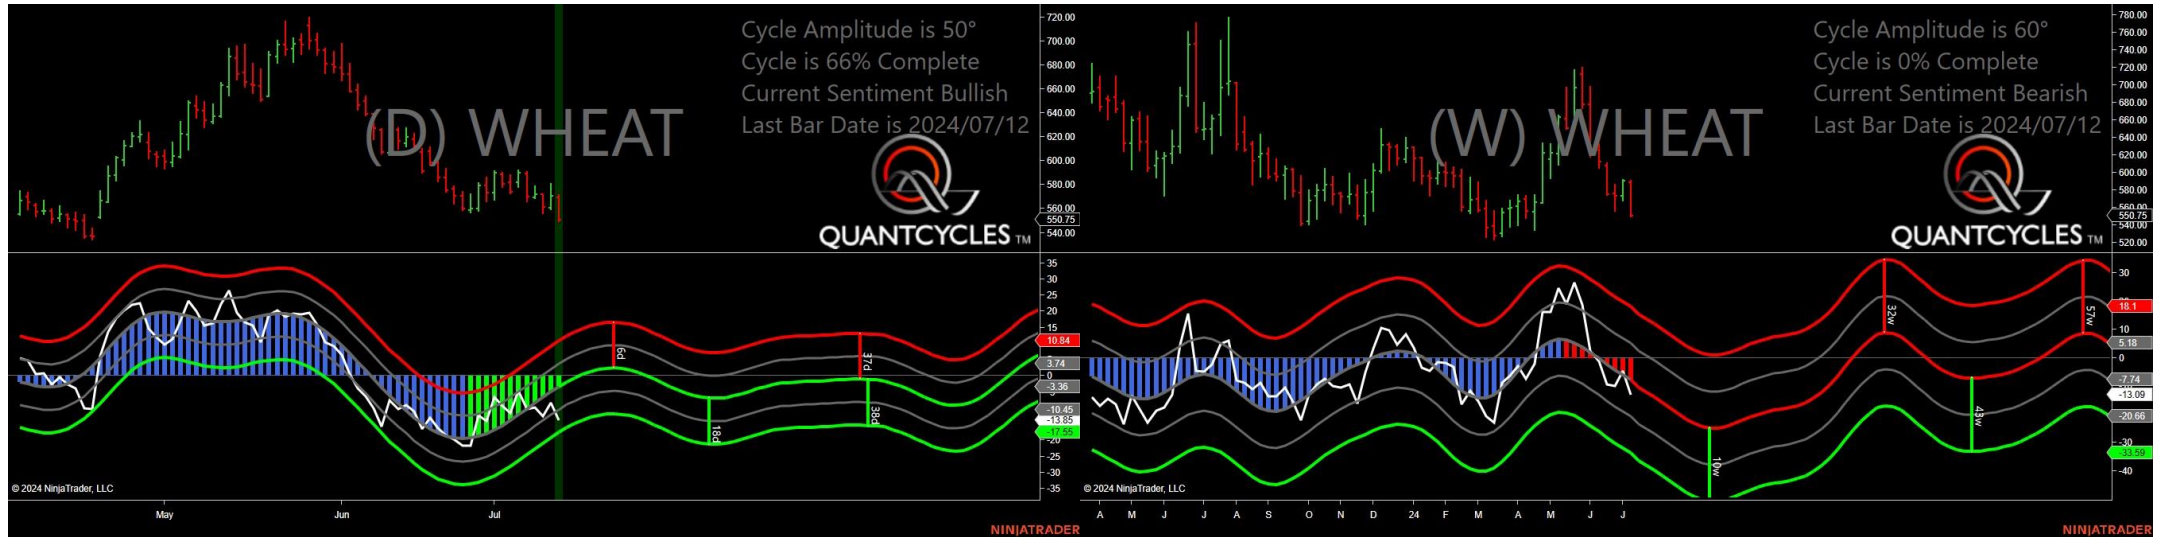 Cycle Amplitude is 50°
Cycle is 66% Complete
Current Sentiment Bullish
Last Bar Date is 2024/07/12
(D) WHEAT
QUANTCYCLES TM
720.00
700.00
680.00
660.00
640.00
620.00
600.00
580.00
560.00
550.75
540.00
35
30
25
20
15
10.84
3.74
0
-3.36
-10.45
-13.85
-17.55
-20
-25
-30
-35
6d
18d
37d
38d
© 2024 NinjaTrader, LLC
May Jun Jul
NINJATRADER
Cycle Amplitude is 60°
Cycle is 0% Complete
Current Sentiment Bearish
Last Bar Date is 2024/07/12
(W) WHEAT
QUANTCYCLES TM
780.00
760.00
740.00
720.00
700.00
680.00
660.00
640.00
620.00
600.00
580.00
560.00
550.75
540.00
520.00
30
18.1
10
5.18
0
-7.74
-13.09
-20.66
-30
-33.59
-40
10w
32w
43w
57w
© 2024 NinjaTrader, LLC
A M J J A S O N D 24 F M A M J J
NINJATRADER